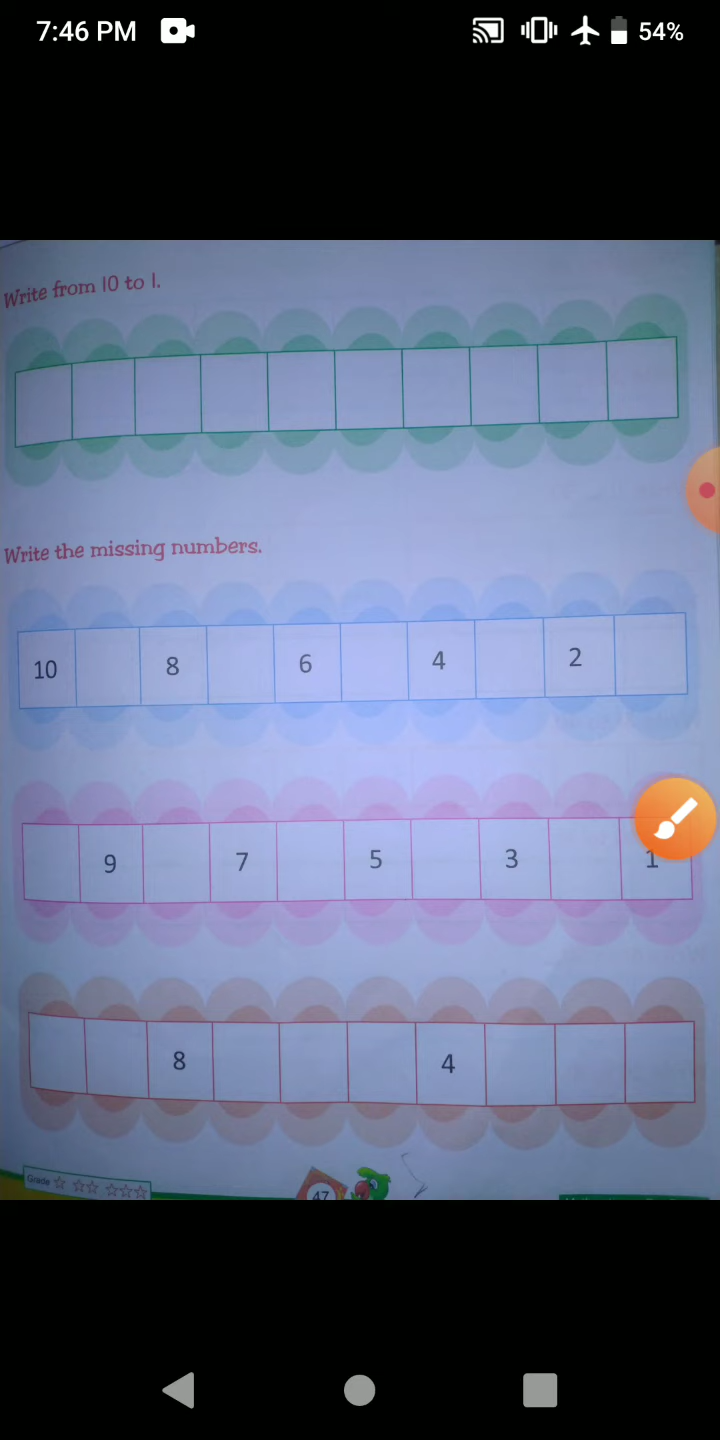 7:46 PM 54%
Write from 10 to 1.
Write the missing numbers.
10 8 6 4 2
9 7 5 3 1
8 4
Grade
47